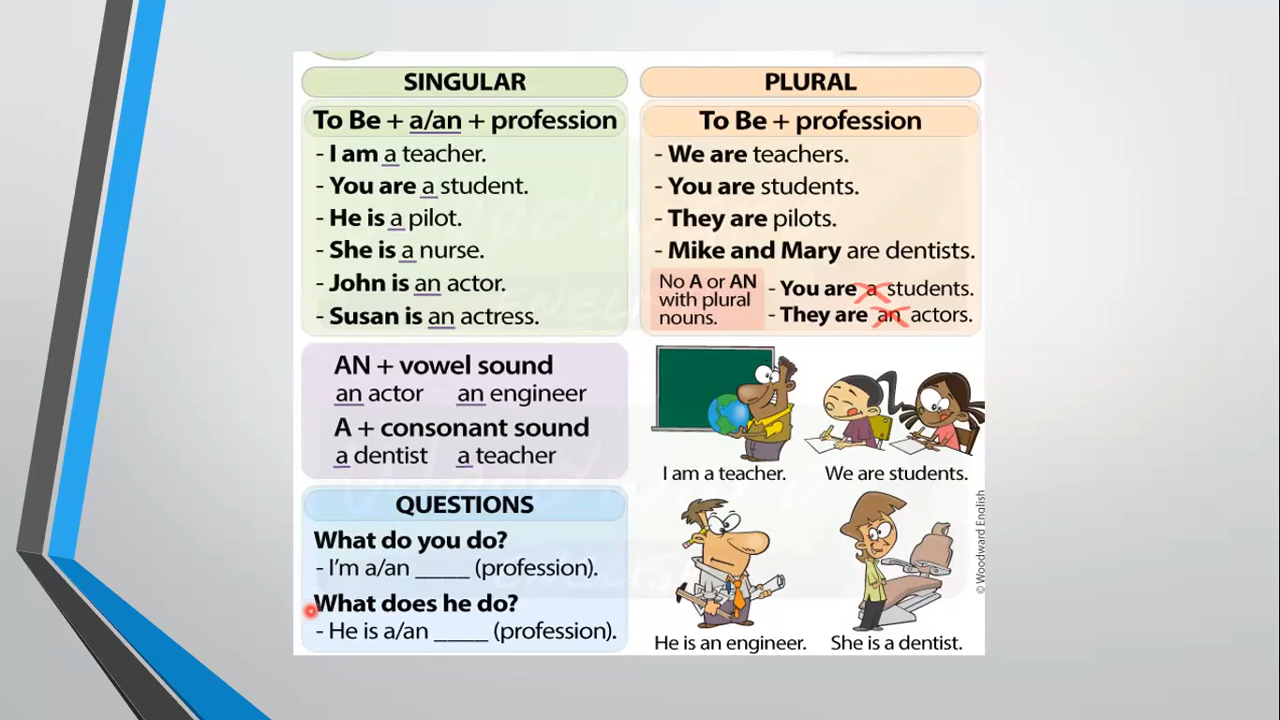 SINGULAR
To Be + a/an + profession
- I am a teacher.
- You are a student.
- He is a pilot.
- She is a nurse.
- John is an actor.
- Susan is an actress.
AN + vowel sound
an actor an engineer
A + consonant sound
a dentist a teacher
QUESTIONS
What do you do?
- I'm a/an ____ (profession).
What does he do?
- He is a/an ____ (profession).
PLURAL
To Be + profession
- We are teachers.
- You are students.
- They are pilots.
- Mike and Mary are dentists.
No A or AN
with plural
nouns.
- You are a students.
- They are an actors.
I am a teacher.
We are students.
He is an engineer.
She is a dentist.
© Woodward English